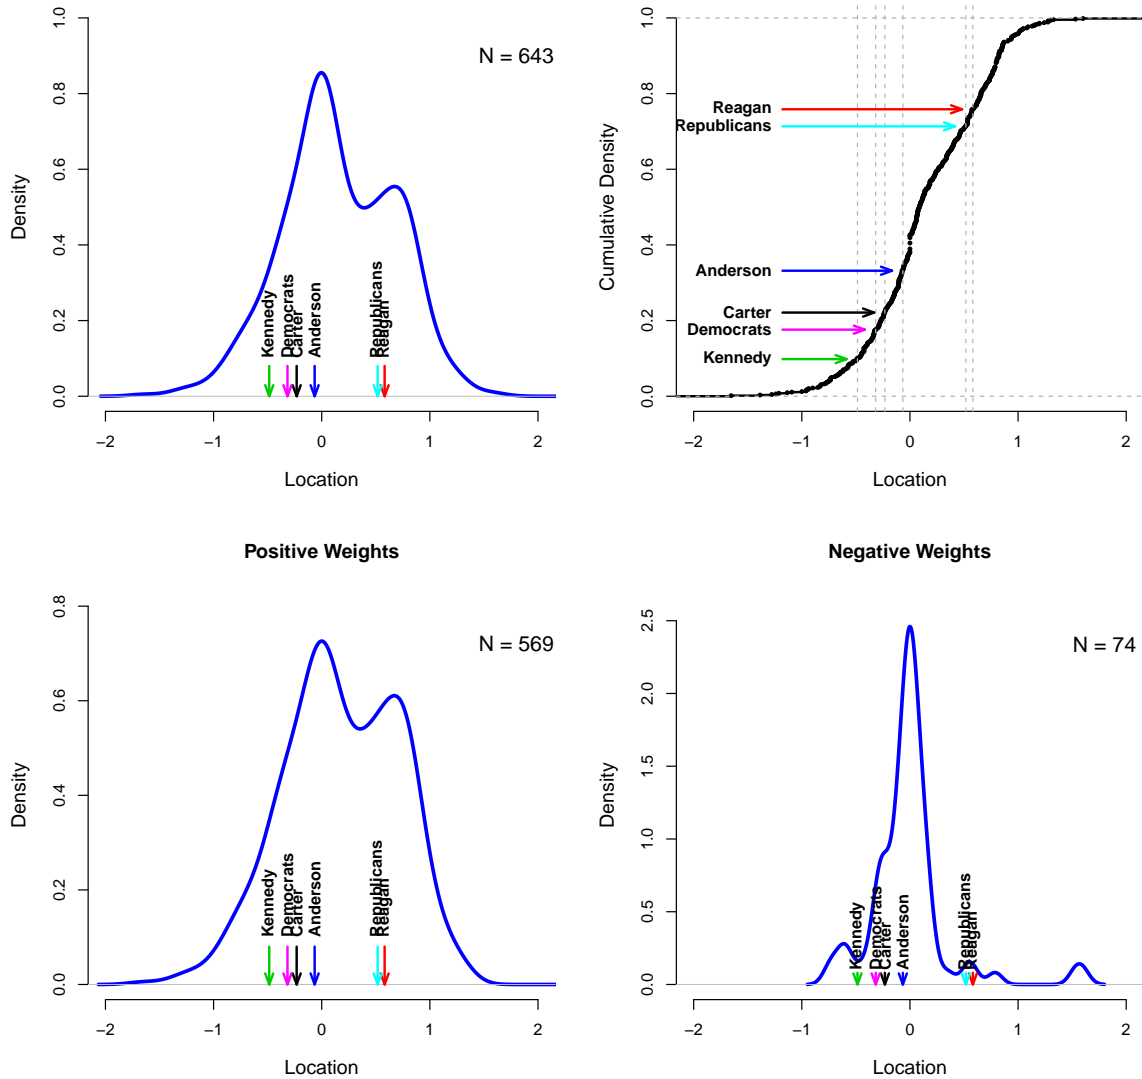 N = 643
Density
0.0 0.2 0.4 0.6 0.8 1.0
Kennedy
Democrats
Carter
Anderson
Republicans
Reagan
−2 −1 0 1 2
Location
Cumulative Density
0.0 0.2 0.4 0.6 0.8 1.0
Reagan
Republicans
Anderson
Carter
Democrats
Kennedy
−2 −1 0 1 2
Location
Positive Weights
N = 569
Density
0.0 0.2 0.4 0.6 0.8
Kennedy
Democrats
Carter
Anderson
Republicans
Reagan
−2 −1 0 1 2
Location
Negative Weights
N = 74
Density
0.0 0.5 1.0 1.5 2.0 2.5
Kennedy
Democrats
Carter
Anderson
Republicans
Reagan
−2 −1 0 1 2
Location